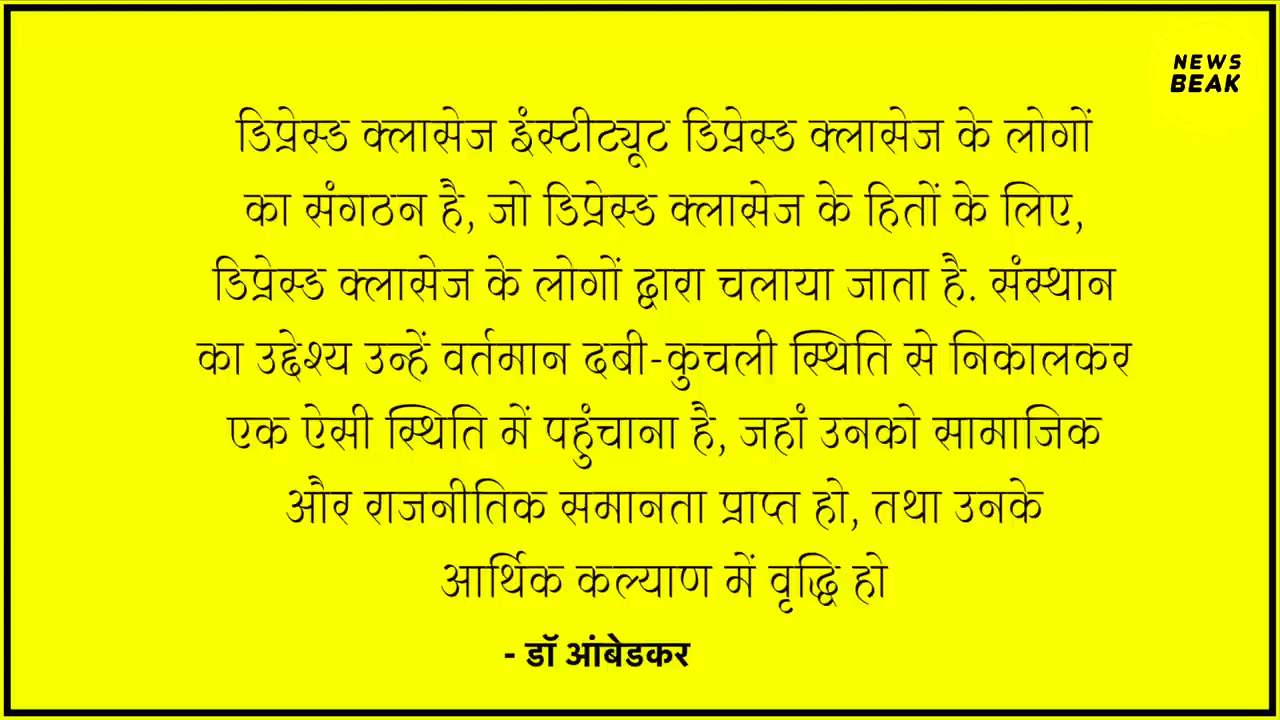 NEWS
BEAK
डिप्रेस्ड क्लासेज इंस्टीट्यूट डिप्रेस्ड क्लासेज के लोगों
का संगठन है, जो डिप्रेस्ड क्लासेज के हितों के लिए,
डिप्रेस्ड क्लासेज के लोगों द्वारा चलाया जाता है. संस्थान
का उद्देश्य उन्हें वर्तमान दबी-कुचली स्थिति से निकालकर
एक ऐसी स्थिति में पहुंचाना है, जहां उनको सामाजिक
और राजनीतिक समानता प्राप्त हो, तथा उनके
आर्थिक कल्याण में वृद्धि हो
- डॉ आंबेडकर